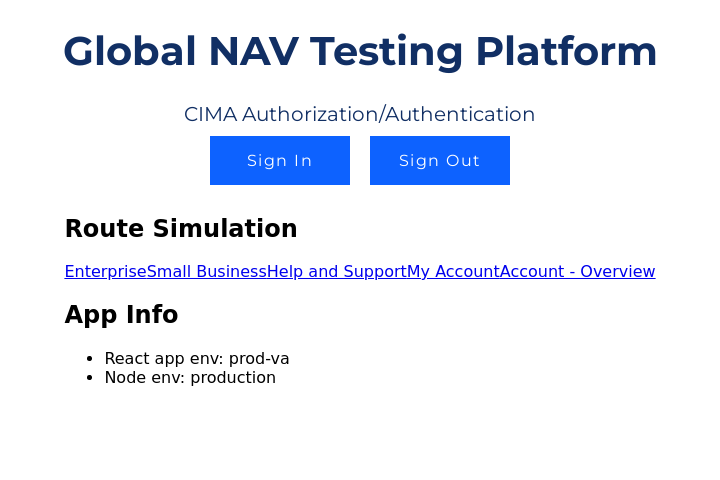 Global NAV Testing Platform
CIMA Authorization/Authentication
Sign In Sign Out
Route Simulation
EnterpriseSmall BusinessHelp and SupportMy AccountAccount - Overview
App Info
• React app env: prod-va
• Node env: production